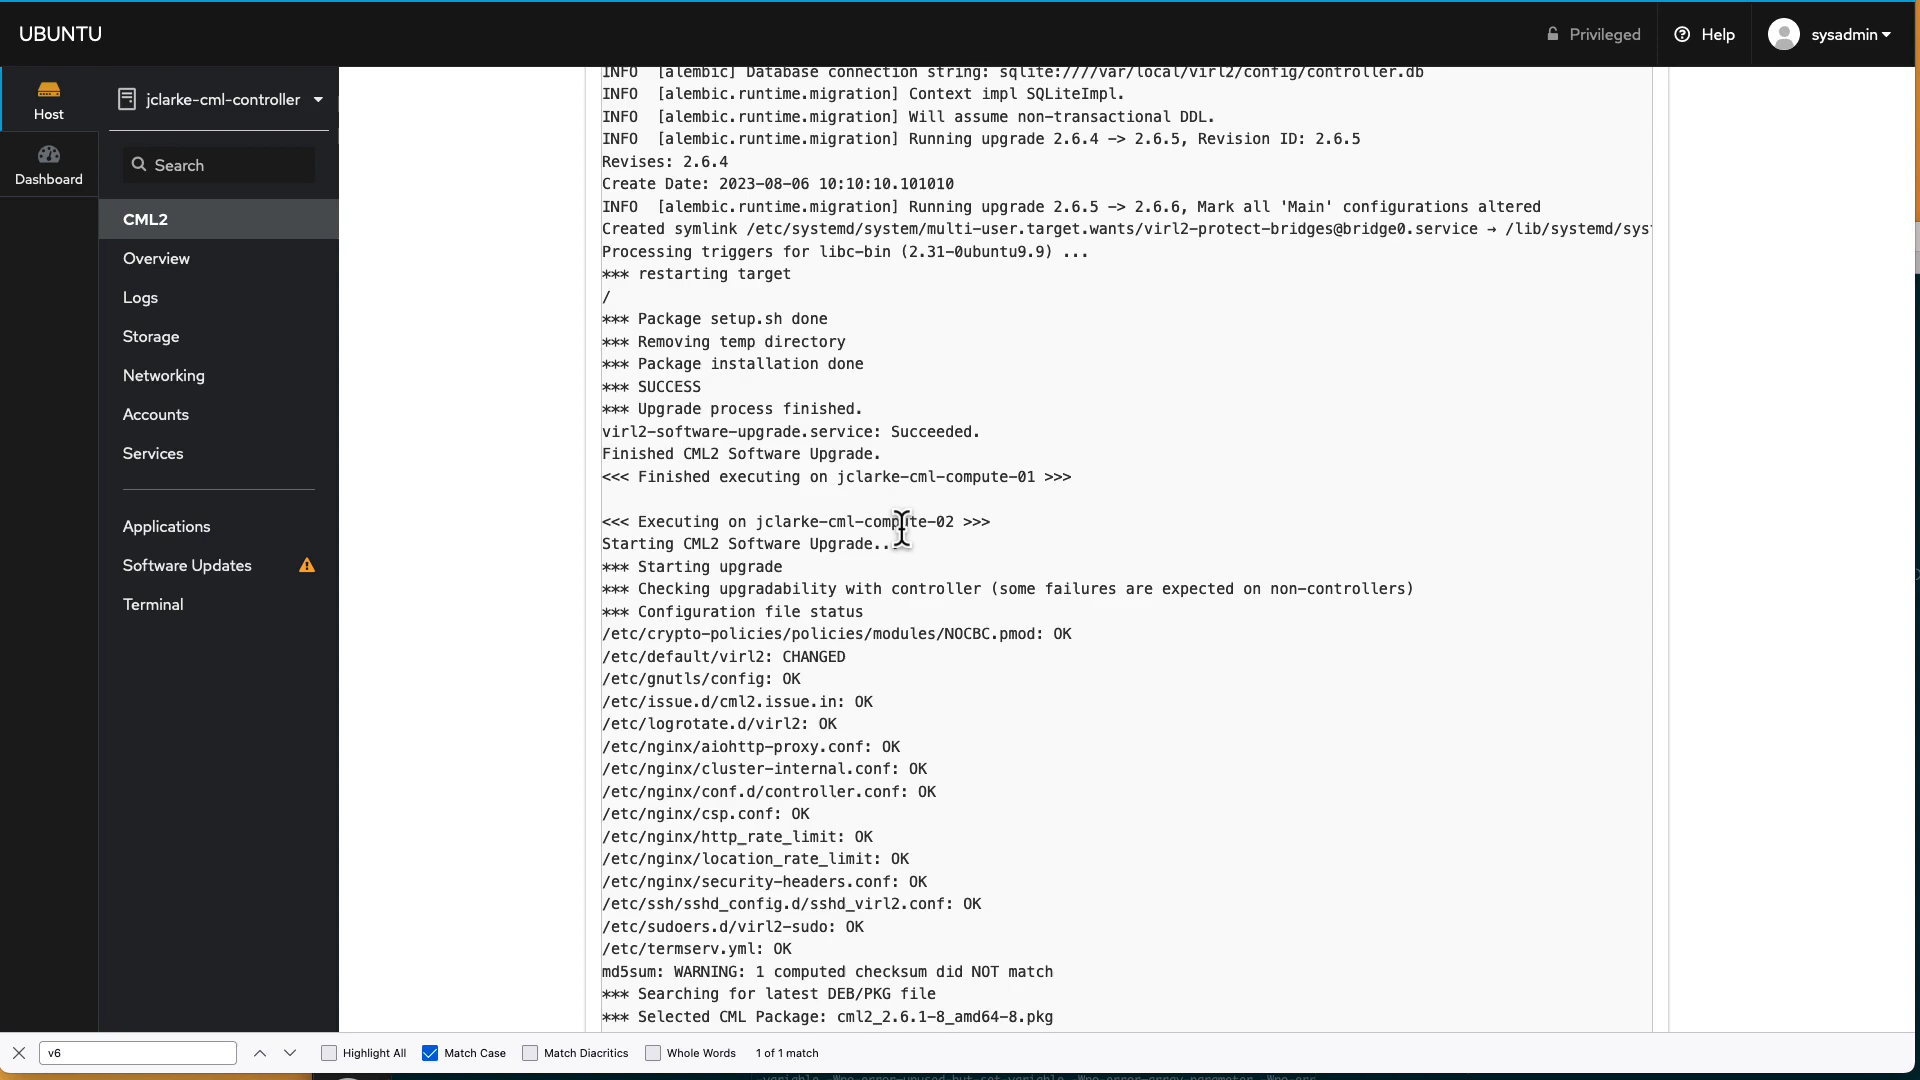 UBUNTU
Privileged
Help
sysadmin
Host
Dashboard
jclarke-cml-controller
Search
CML2
Overview
Logs
Storage
Networking
Accounts
Services
Applications
Software Updates
Terminal
INFO  [alembic] Database connection string: sqlite:////var/local/virl2/config/controller.db
INFO  [alembic.runtime.migration] Context impl SQLiteImpl.
INFO  [alembic.runtime.migration] Will assume non-transactional DDL.
INFO  [alembic.runtime.migration] Running upgrade 2.6.4 -> 2.6.5, Revision ID: 2.6.5
Revises: 2.6.4
Create Date: 2023-08-06 10:10:10.101010
INFO  [alembic.runtime.migration] Running upgrade 2.6.5 -> 2.6.6, Mark all 'Main' configurations altered
Created symlink /etc/systemd/system/multi-user.target.wants/virl2-protect-bridges@bridge0.service → /lib/systemd/sys
Processing triggers for libc-bin (2.31-0ubuntu9.9) ...
*** restarting target
/
*** Package setup.sh done
*** Removing temp directory
*** Package installation done
*** SUCCESS
*** Upgrade process finished.
virl2-software-upgrade.service: Succeeded.
Finished CML2 Software Upgrade.
<<< Finished executing on jclarke-cml-compute-01 >>>
<<< Executing on jclarke-cml-compute-02 >>>
Starting CML2 Software Upgrade...
*** Starting upgrade
*** Checking upgradability with controller (some failures are expected on non-controllers)
*** Configuration file status
/etc/crypto-policies/policies/modules/NOCBC.pmod: OK
/etc/default/virl2: CHANGED
/etc/gnutls/config: OK
/etc/issue.d/cml2.issue.in: OK
/etc/logrotate.d/virl2: OK
/etc/nginx/aiohttp-proxy.conf: OK
/etc/nginx/cluster-internal.conf: OK
/etc/nginx/conf.d/controller.conf: OK
/etc/nginx/csp.conf: OK
/etc/nginx/http_rate_limit: OK
/etc/nginx/location_rate_limit: OK
/etc/nginx/security-headers.conf: OK
/etc/ssh/sshd_config.d/sshd_virl2.conf: OK
/etc/sudoers.d/virl2-sudo: OK
/etc/termserv.yml: OK
md5sum: WARNING: 1 computed checksum did NOT match
*** Searching for latest DEB/PKG file
*** Selected CML Package: cml2_2.6.1-8_amd64-8.pkg
v6
Highlight All
Match Case
Match Diacritics
Whole Words
1 of 1 match